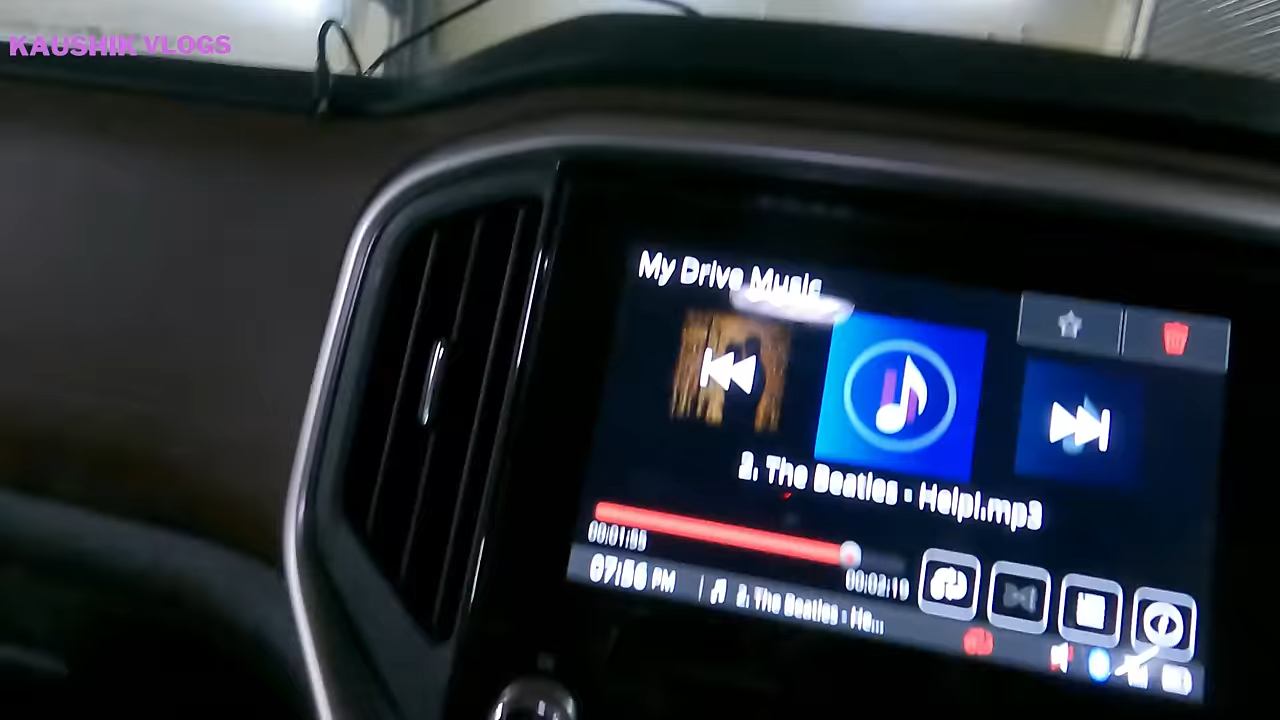 KAUSHIK VLOGS
My Drive Music
2. The Beatles - Help!.mp3
00:01:55
00:02:19
07:56 PM
2. The Beatles - He...